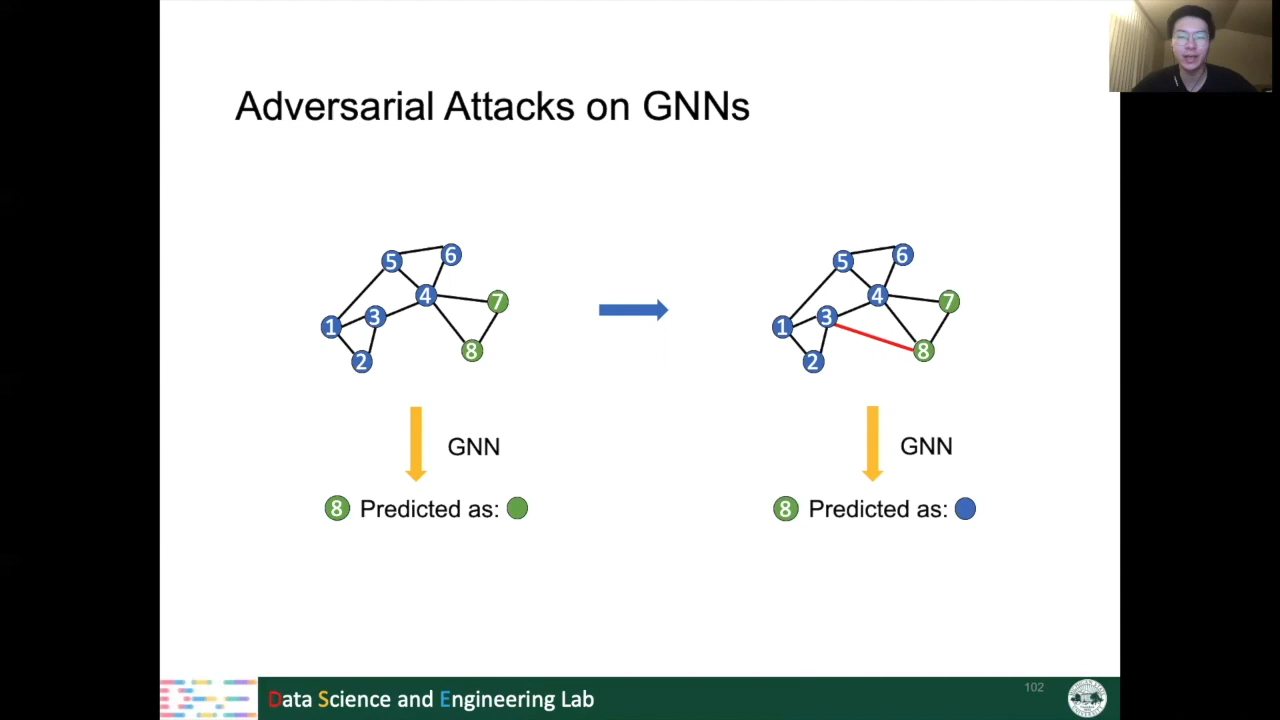 Adversarial Attacks on GNNs
5 6 5 6
4 7 4 7
1 3 1 3
8 8
2 2
GNN GNN
8 Predicted as: 8 Predicted as:
Data Science and Engineering Lab
102